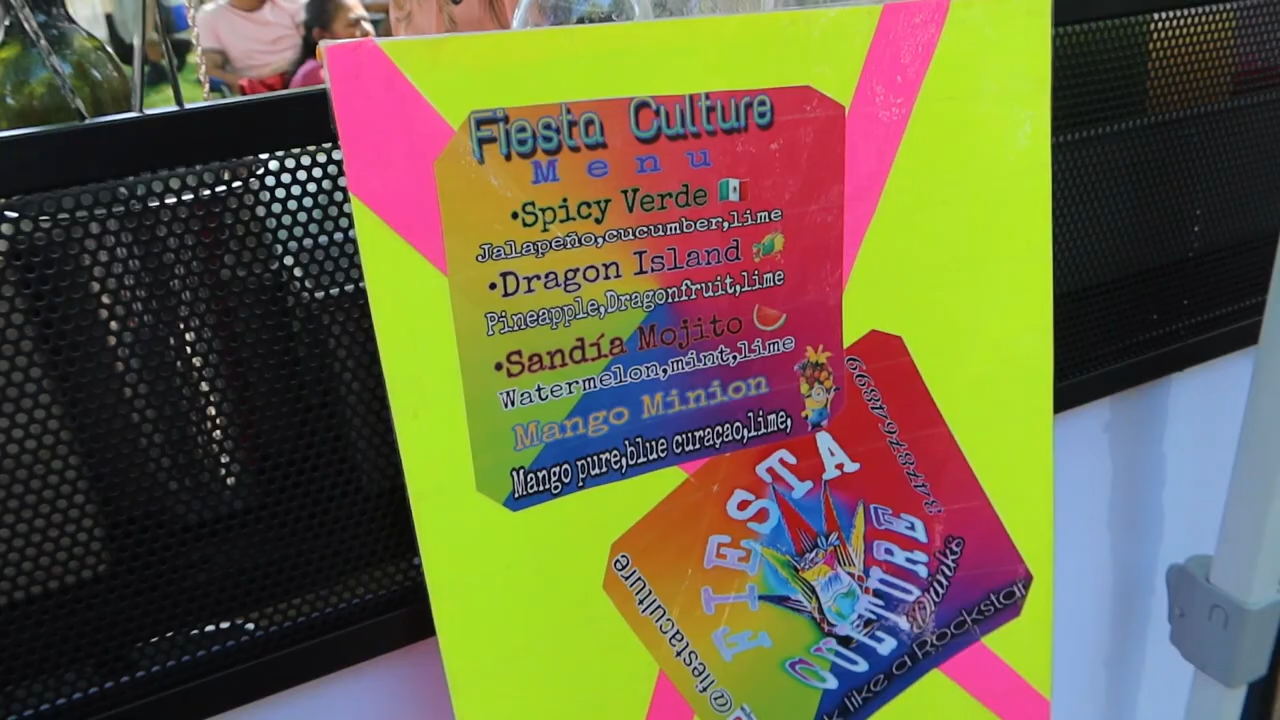 Fiesta Culture
Menu
•Spicy Verde
Jalapeño,cucumber,lime
•Dragon Island
Pineapple,Dragonfruit,lime
•Sandía Mojito
Watermelon,mint,lime
Mango Minion
Mango pure,blue curaçao,lime,
FIESTA
CULTURE
Drinks
like a Rockstar
@fiestaculture